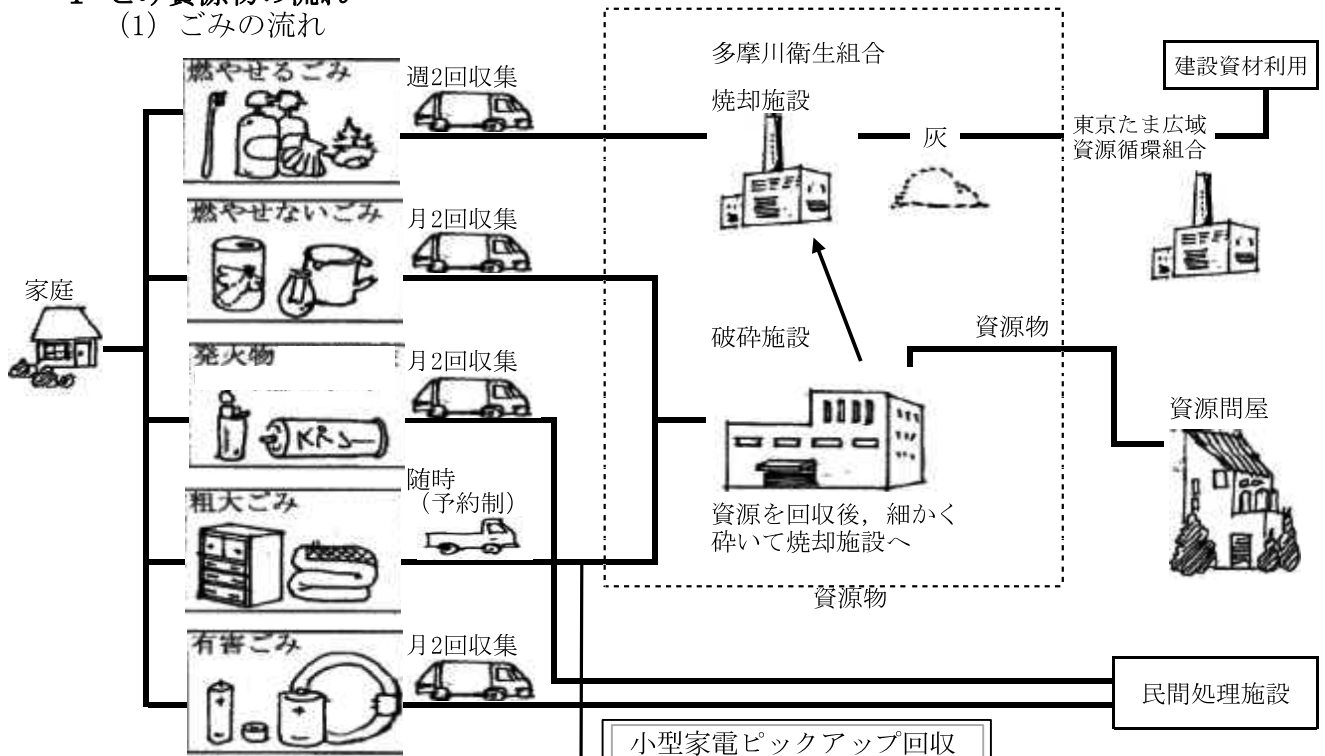 (1) ごみの流れ
多摩川衛生組合
建設資材利用
燃やせるごみ
週2回収集
焼却施設
灰
東京たま広域
資源循環組合
燃やせないごみ
月2回収集
家庭
発火物
月2回収集
破砕施設
資源物
資源問屋
粗大ごみ
随時
(予約制)
資源を回収後,細かく
砕いて焼却施設へ
資源物
有害ごみ
月2回収集
民間処理施設
小型家電ピックアップ回収